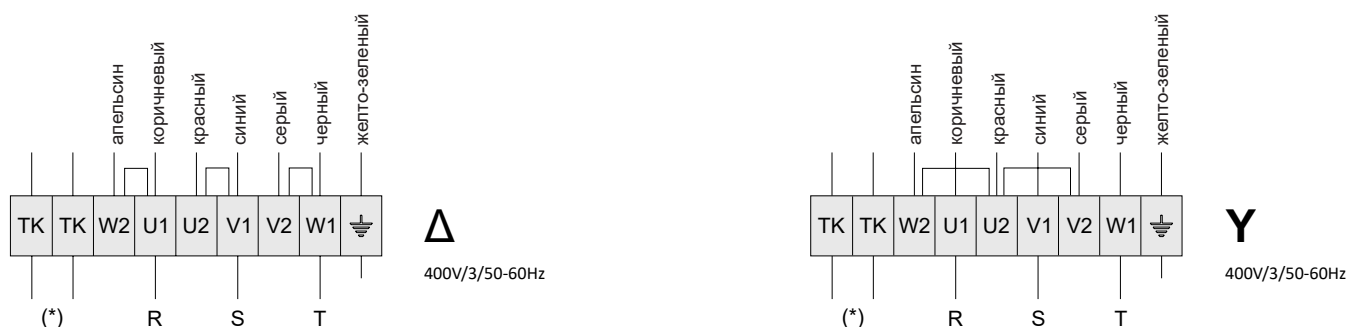 апельсин
коричневый
красный
синий
серый
черный
желто-зеленый
TK TK W2 U1 U2 V1 V2 W1
(*) R S T
Δ
400V/3/50-60Hz
апельсин
коричневый
красный
синий
серый
черный
желто-зеленый
TK TK W2 U1 U2 V1 V2 W1
(*) R S T
Y
400V/3/50-60Hz